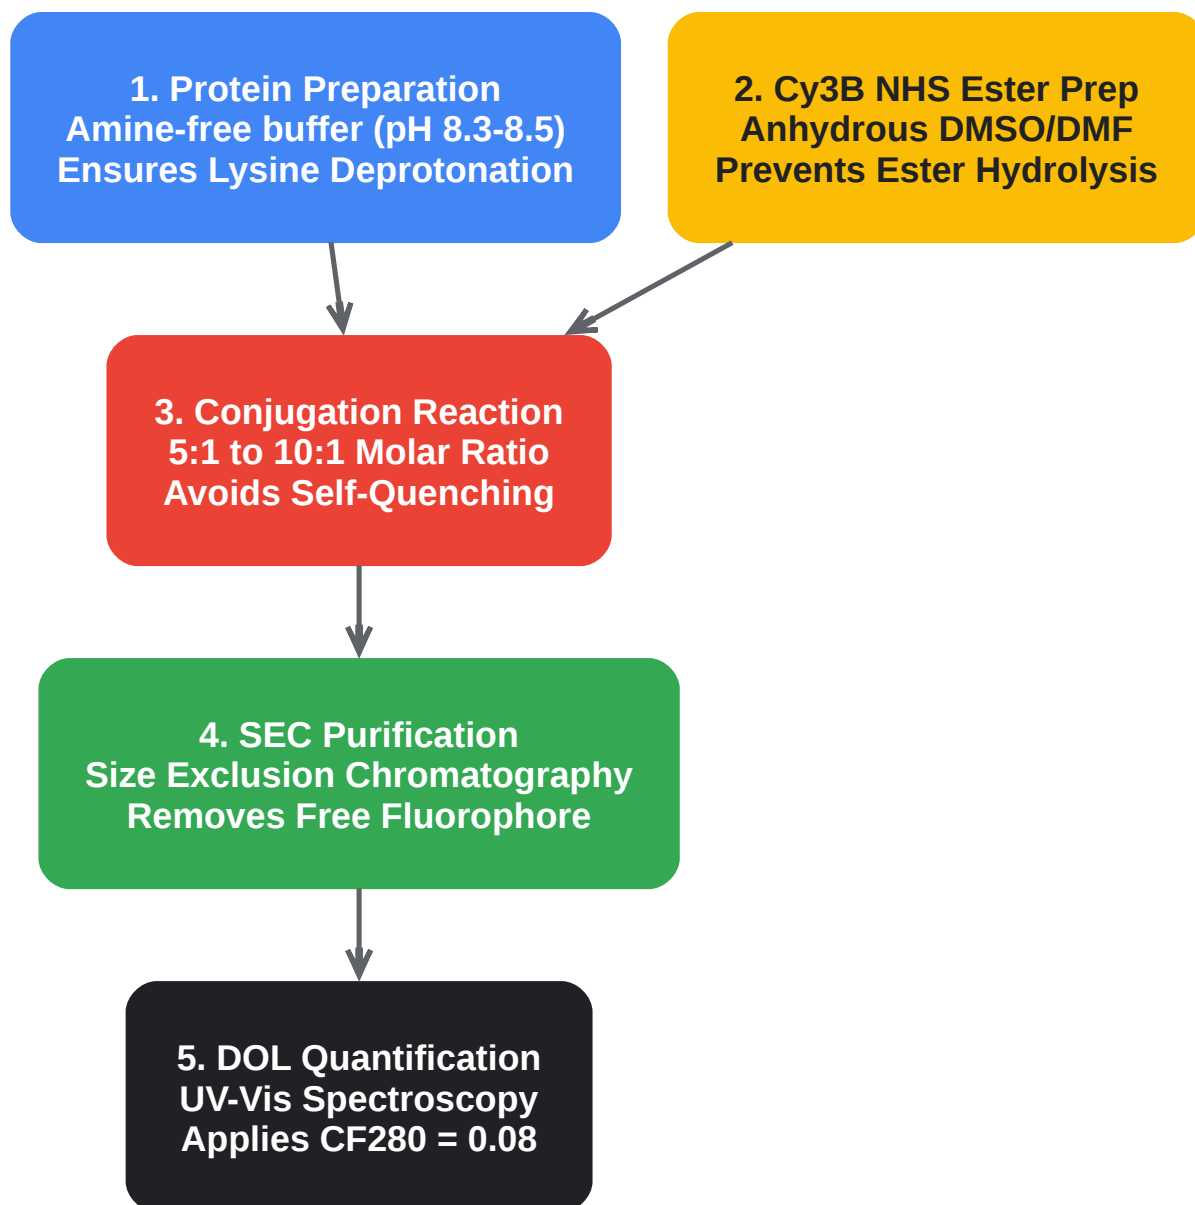 1. Protein Preparation
Amine-free buffer (pH 8.3-8.5)
Ensures Lysine Deprotonation
2. Cy3B NHS Ester Prep
Anhydrous DMSO/DMF
Prevents Ester Hydrolysis
3. Conjugation Reaction
5:1 to 10:1 Molar Ratio
Avoids Self-Quenching
4. SEC Purification
Size Exclusion Chromatography
Removes Free Fluorophore
5. DOL Quantification
UV-Vis Spectroscopy
Applies CF280 = 0.08